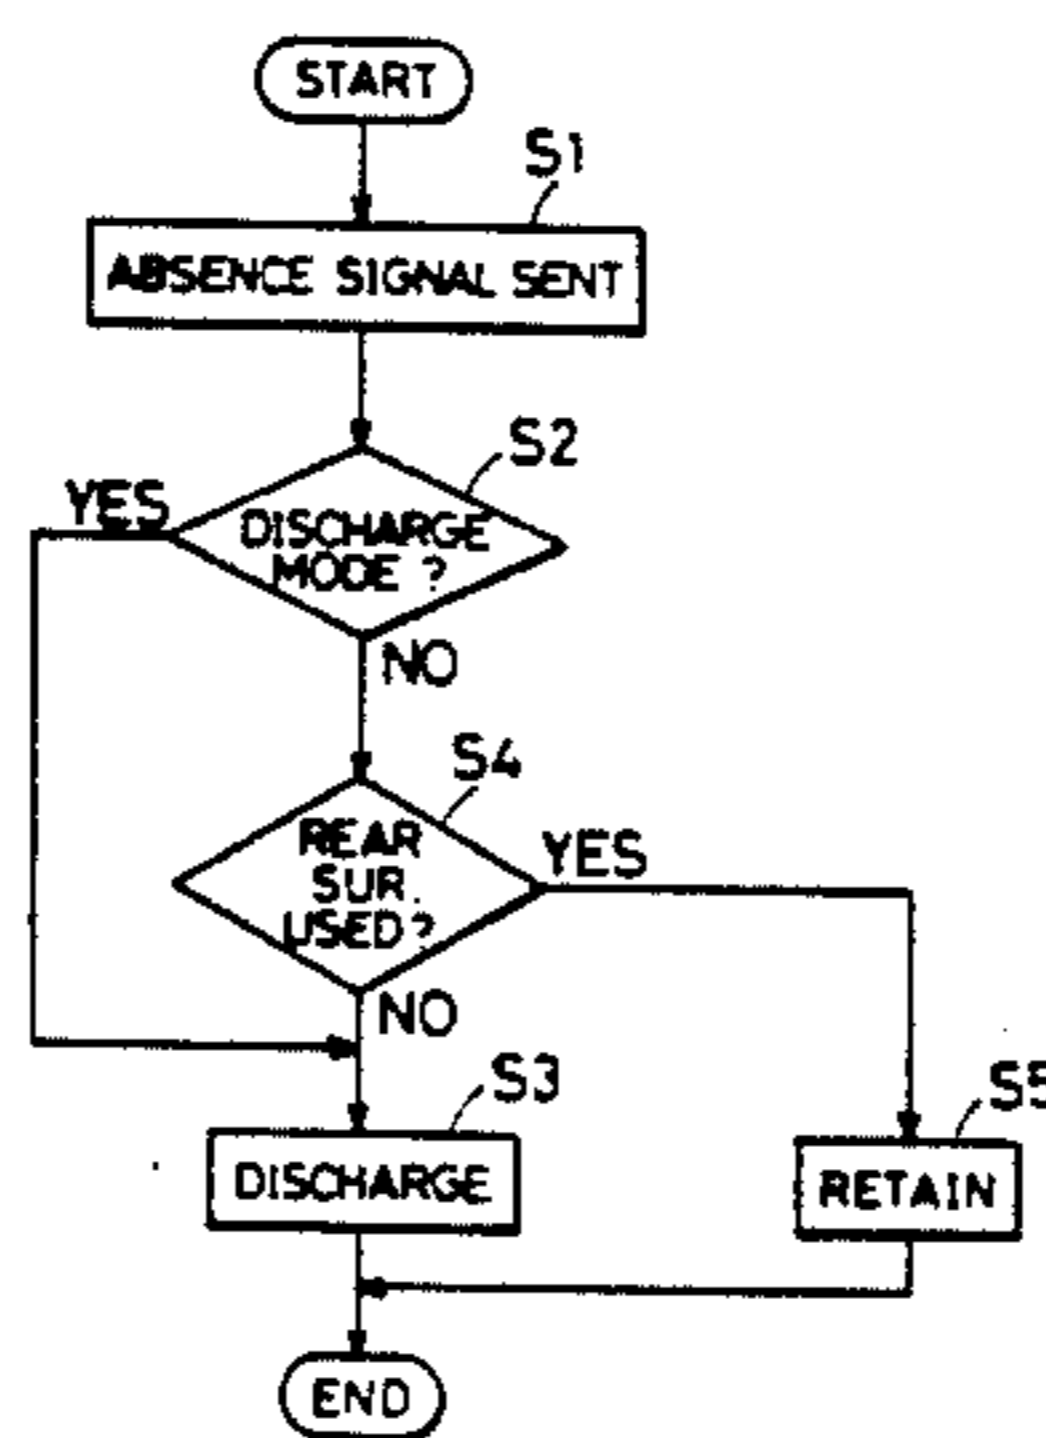 START
S1
ABSENCE SIGNAL SENT
S2
YES
DISCHARGE
MODE ?
NO
S4
REAR
SUR.
USED?
YES
NO
S3
S5
DISCHARGE
RETAIN
END